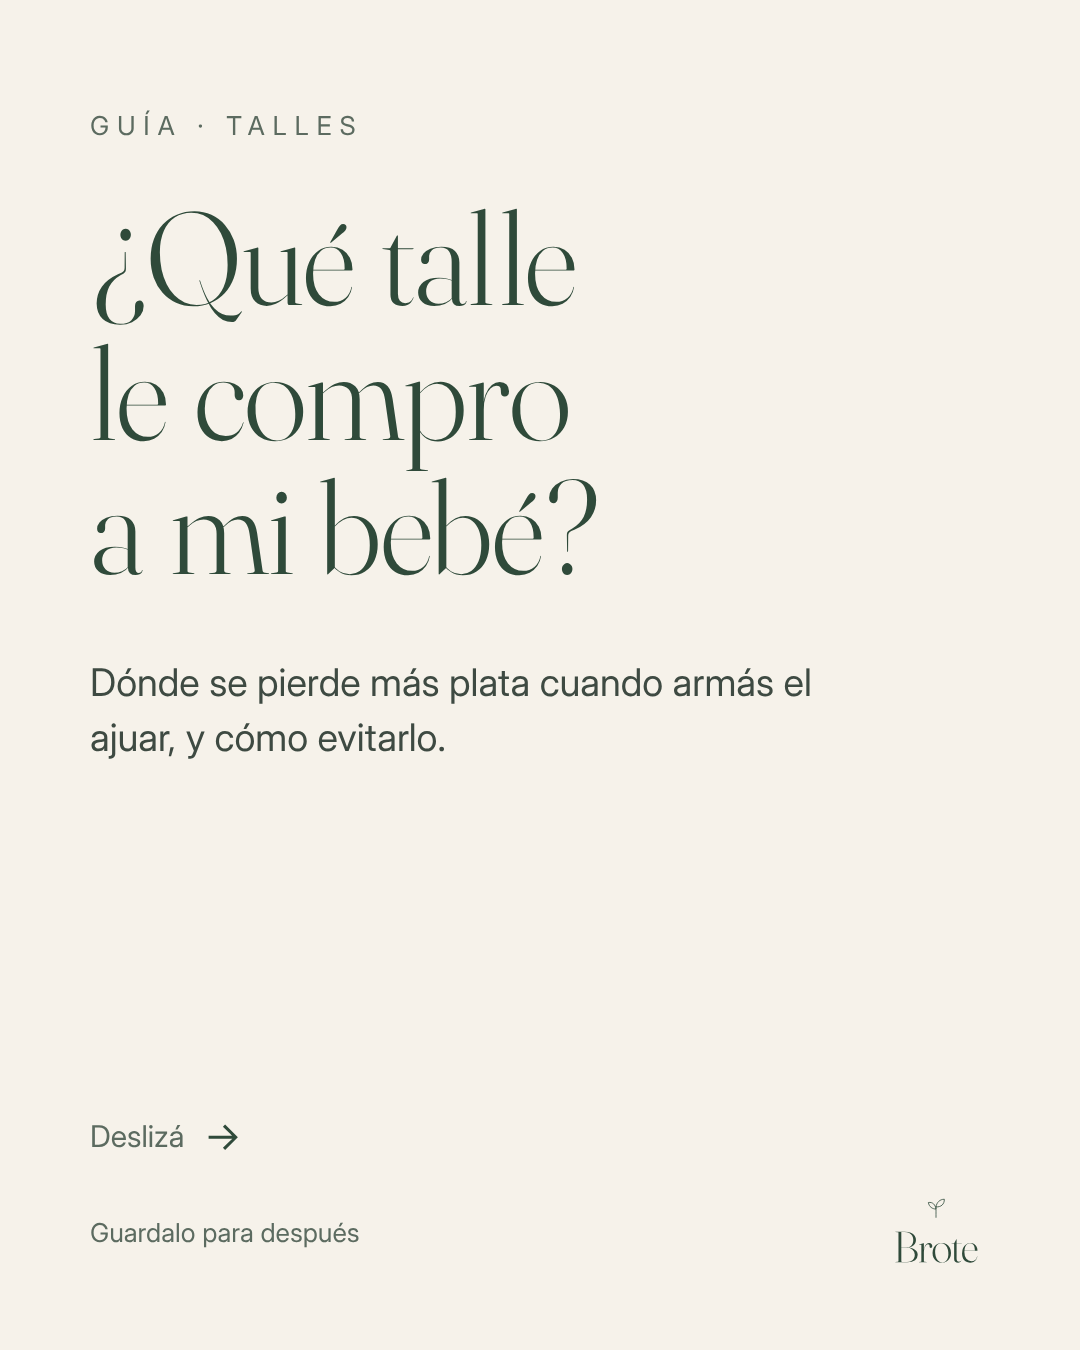 GUÍA · TALLES
¿Qué talle
le compro
a mi bebé?
Dónde se pierde más plata cuando armás el
ajuar, y cómo evitarlo.
Deslizá →
Guardalo para después
Brote